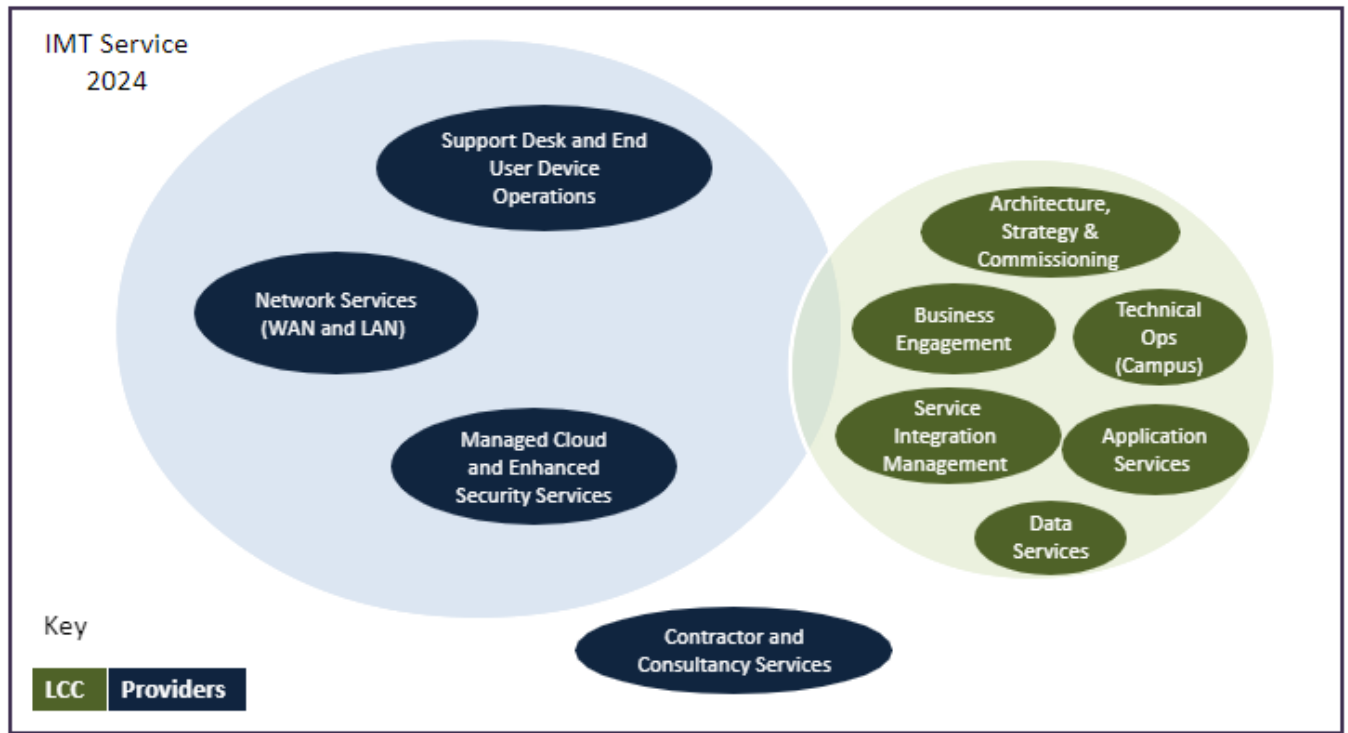 IMT Service
2024
Support Desk and End
User Device
Operations
Network Services
(WAN and LAN)
Managed Cloud
and Enhanced
Security Services
Architecture,
Strategy &
Commissioning
Business
Engagement
Technical
Ops
(Campus)
Service
Integration
Management
Application
Services
Data
Services
Contractor and
Consultancy Services
Key
LCC Providers